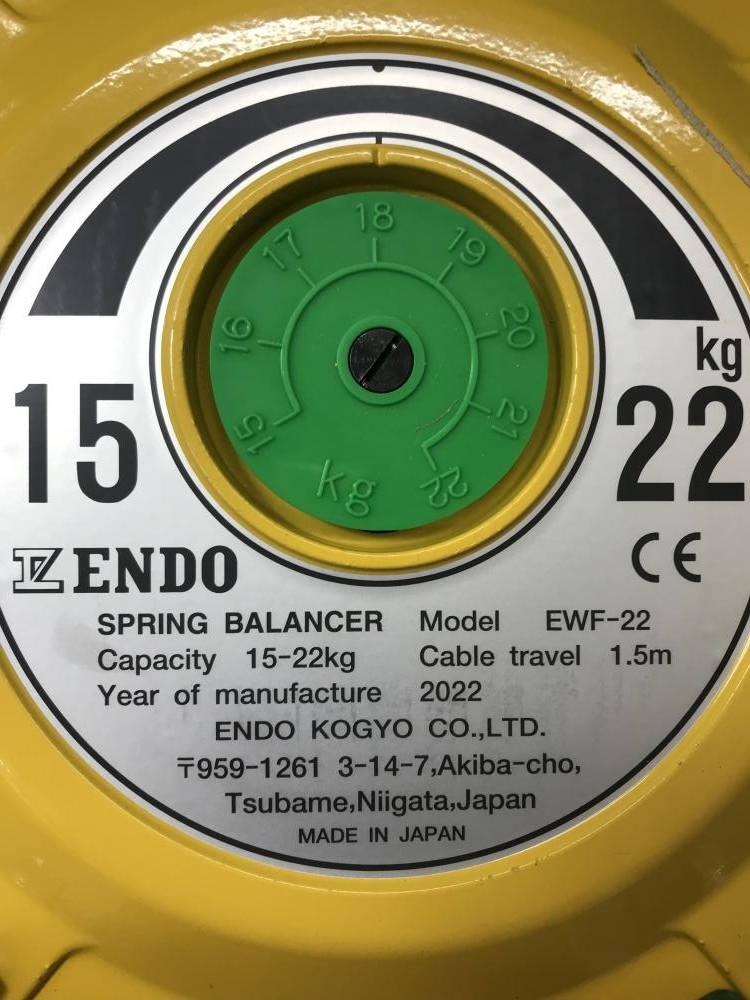 18
17 19
16 20
15 21
kg 22
kg
15 22
CE
ENDO
SPRING BALANCER Model EWF-22
Capacity 15-22kg Cable travel 1.5m
Year of manufacture 2022
ENDO KOGYO CO.,LTD.
〒959-1261 3-14-7,Akiba-cho,
Tsubame,Niigata,Japan
MADE IN JAPAN